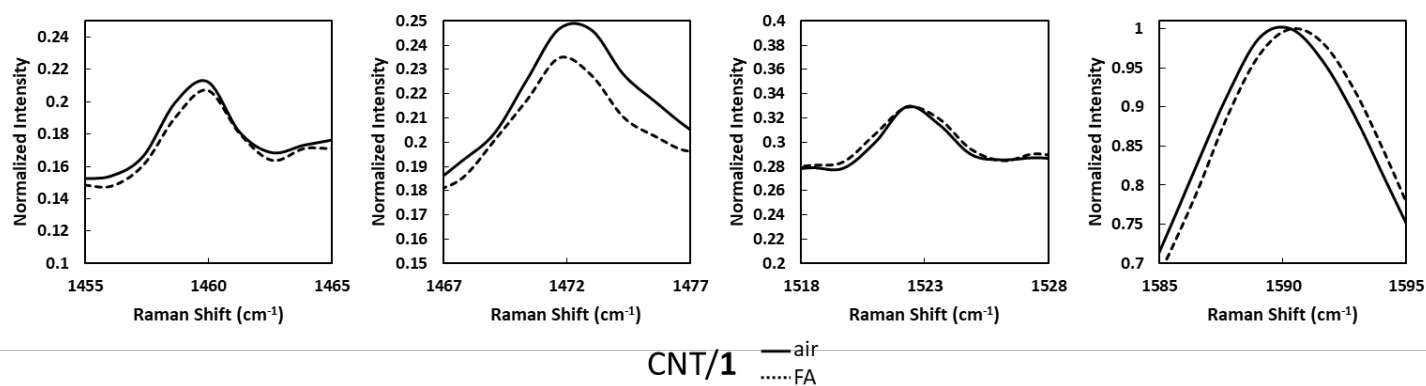 Normalized Intensity
0.24
0.22
0.2
0.18
0.16
0.14
0.12
0.1
1455 1460 1465
Raman Shift (cm-1)
Normalized Intensity
0.25
0.24
0.23
0.22
0.21
0.2
0.19
0.18
0.17
0.16
0.15
1467 1472 1477
Raman Shift (cm-1)
Normalized Intensity
0.4
0.38
0.36
0.34
0.32
0.3
0.28
0.26
0.24
0.22
0.2
1518 1523 1528
Raman Shift (cm-1)
Normalized Intensity
1
0.95
0.9
0.85
0.8
0.75
0.7
1585 1590 1595
Raman Shift (cm-1)
CNT/1
air
FA